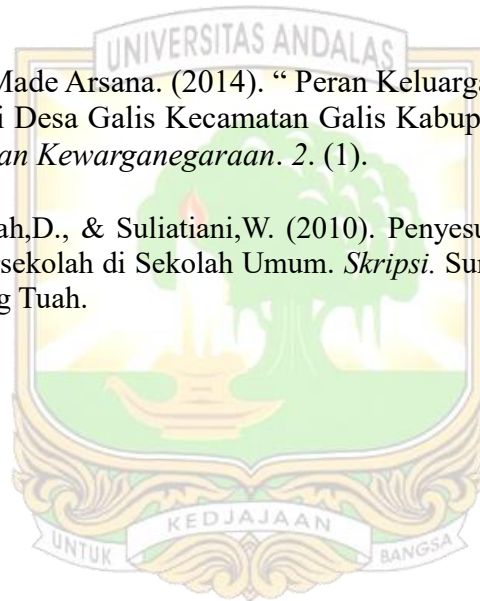 UNIVERSITAS ANDALAS
Made Arsana. (2014). “ Peran Keluarga
i Desa Galis Kecamatan Galis Kabup
an Kewarganegaraan. 2. (1).
ah,D., & Suliatiani,W. (2010). Penyesu
sekolah di Sekolah Umum. Skripsi. Sur
g Tuah.
KEDJAJAAN
UNTUK
BANGSA